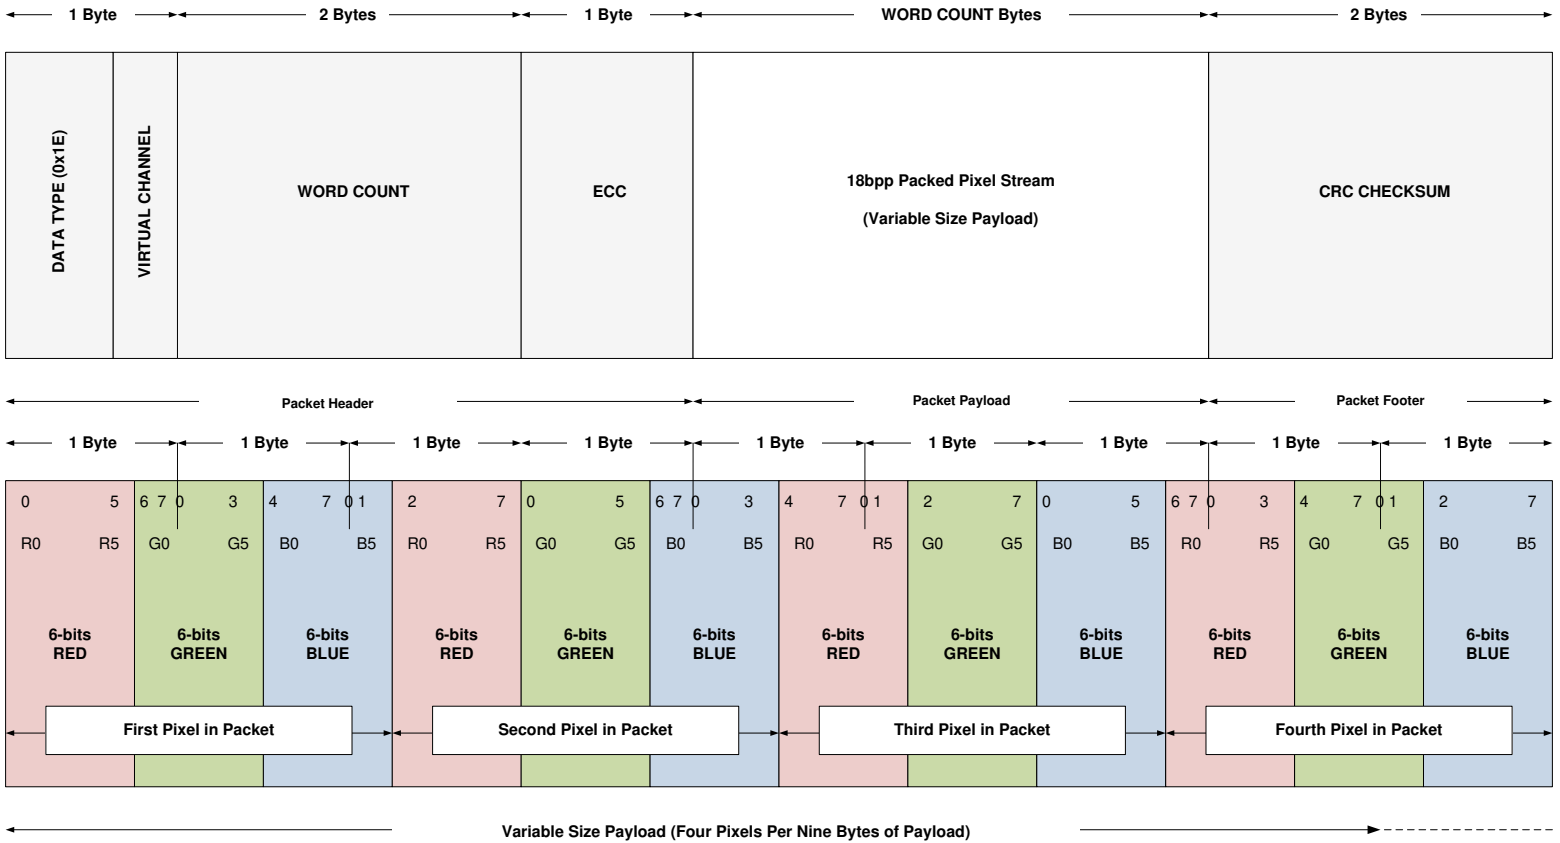 1 Byte 2 Bytes 1 Byte WORD COUNT Bytes 2 Bytes
DATA TYPE (0x1E)
VIRTUAL CHANNEL
WORD COUNT
ECC
18bpp Packed Pixel Stream
(Variable Size Payload)
CRC CHECKSUM
Packet Header Packet Payload Packet Footer
1 Byte 1 Byte 1 Byte 1 Byte 1 Byte 1 Byte 1 Byte 1 Byte 1 Byte
0 5 6 7 0 3 4 7 0 1 2 7 0 5 6 7 0 3 4 7 0 1 2 7 0 5 6 7 0 3 4 7 0 1 2 7
R0 R5 G0 G5 B0 B5 R0 R5 G0 G5 B0 B5 R0 R5 G0 G5 B0 B5 R0 R5 G0 G5 B0 B5
6-bits 6-bits 6-bits 6-bits 6-bits 6-bits 6-bits 6-bits 6-bits 6-bits 6-bits 6-bits
RED GREEN BLUE RED GREEN BLUE RED GREEN BLUE RED GREEN BLUE
First Pixel in Packet Second Pixel in Packet Third Pixel in Packet Fourth Pixel in Packet
Variable Size Payload (Four Pixels Per Nine Bytes of Payload)